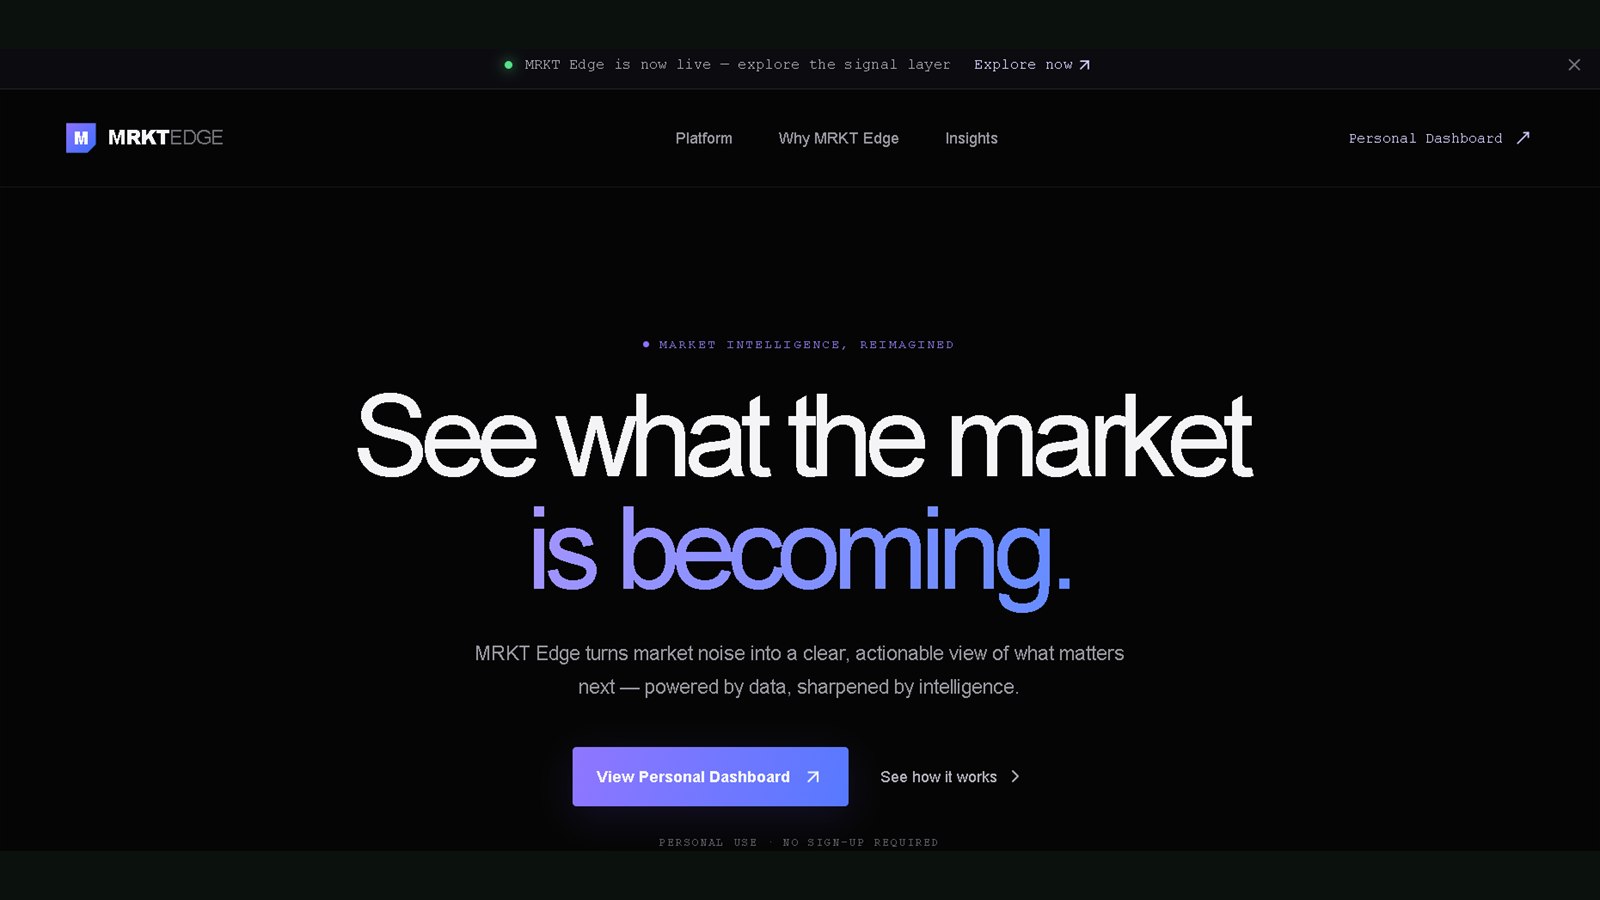 MRKT Edge is now live — explore the signal layer Explore now
M MRKTEDGE
Platform Why MRKT Edge Insights
Personal Dashboard
MARKET INTELLIGENCE, REIMAGINED
See what the market
is becoming.
MRKT Edge turns market noise into a clear, actionable view of what matters
next — powered by data, sharpened by intelligence.
View Personal Dashboard See how it works
PERSONAL USE · NO SIGN-UP REQUIRED